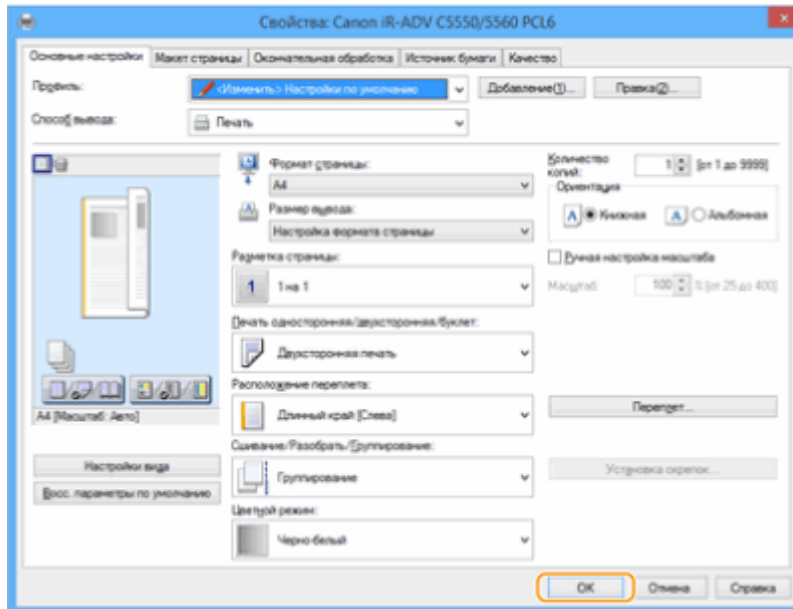 Свойства: Canon iR-ADV C5550/5560 PCL6
Основные настройки Макет страницы Окончательная обработка Источник бумаги Качество
Профиль: <Изменить> Настройки по умолчанию Добавление(1)... Правка(2)...
Способ вывода: Печать
Формат страницы:
A4
Размер вывода:
Настройка формата страницы
Разметка страницы:
1
1 на 1
Печать односторонняя/двухсторонняя/буклет:
Двухсторонняя печать
Расположение переплета:
Длинный край [Слева]
Сшивание/Разобрать/Группирование:
Группирование
Цветной режим:
Черно-белый
Количество копий: 1 [от 1 до 9999]
Ориентация
A Книжная A Альбомная
Ручная настройка масштаба
Масштаб: 100 % [от 25 до 400]
Переплет...
Установка скрепок...
A4 [Масштаб: Авто]
Настройки вида
Восс. параметры по умолчанию
OK Отмена Справка